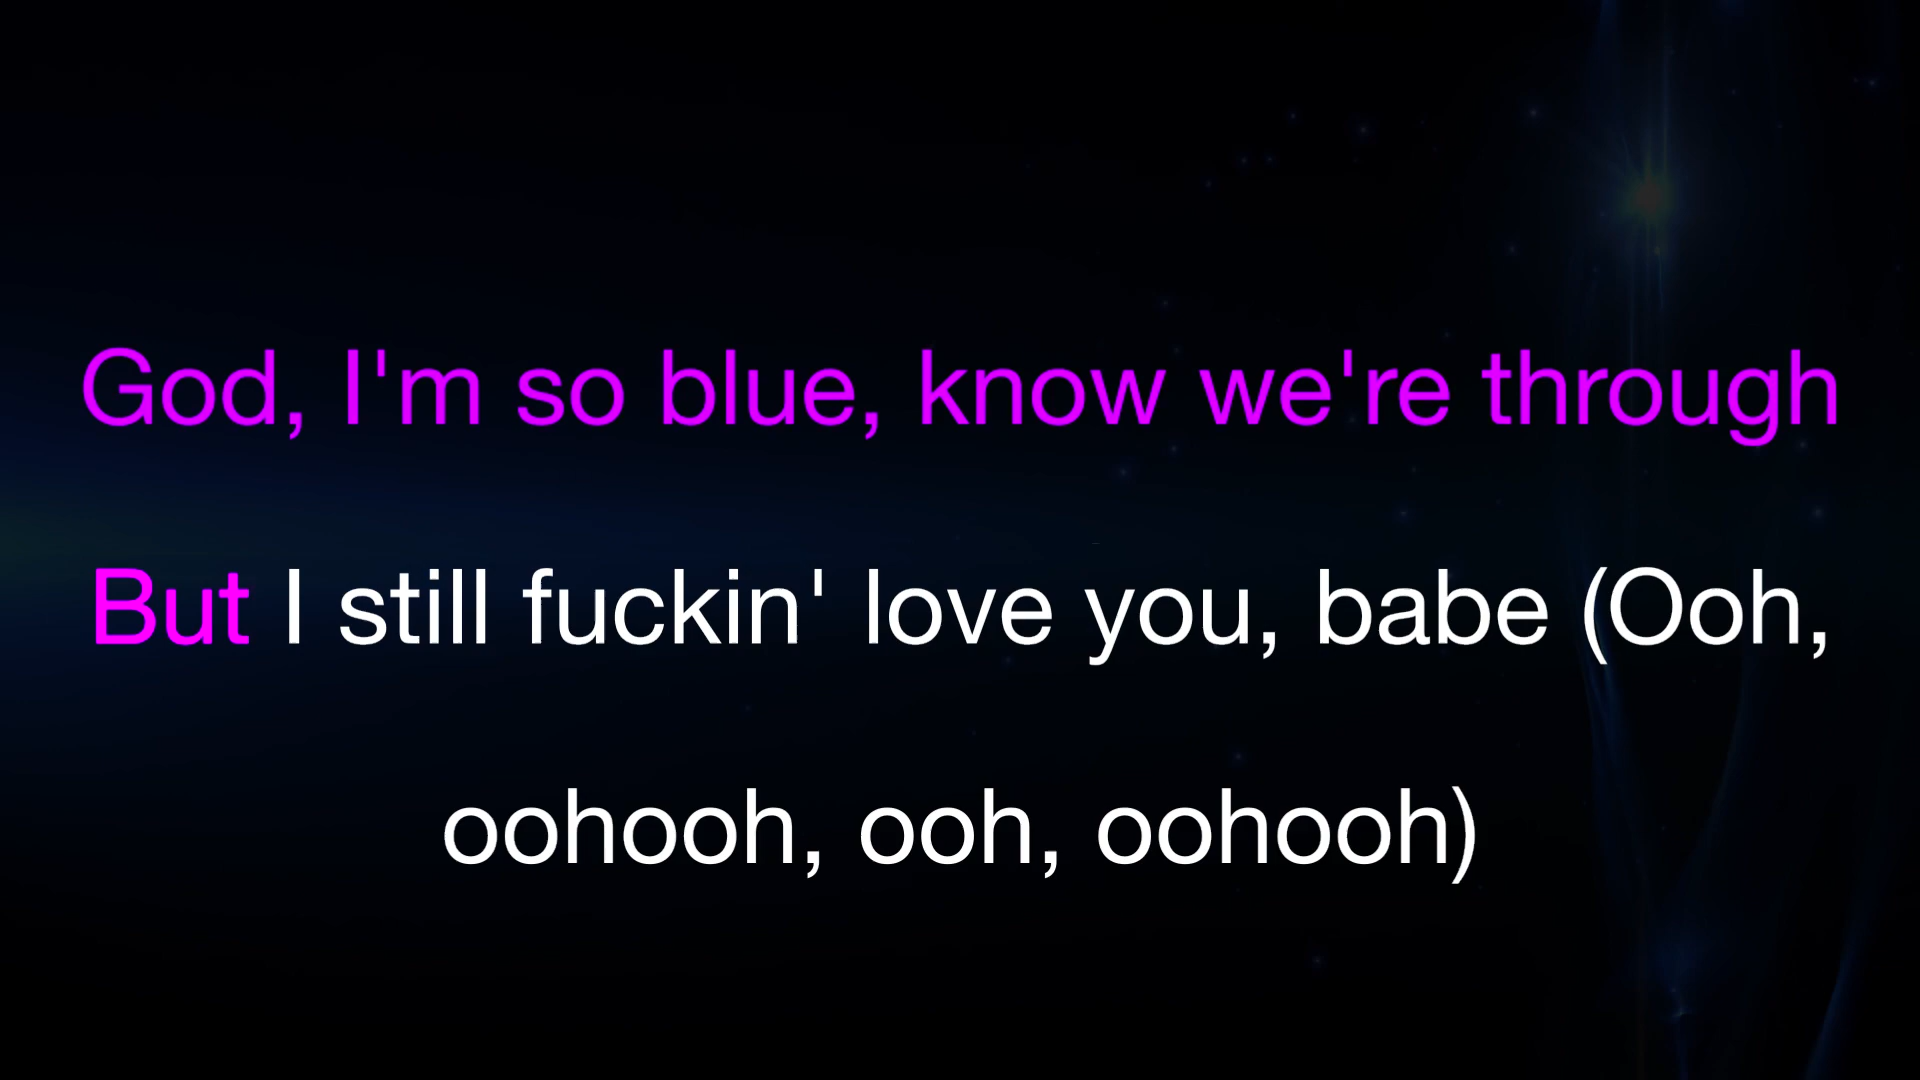 God, I'm so blue, know we're through
But I still fuckin' love you, babe (Ooh,
oohooh, ooh, oohooh)